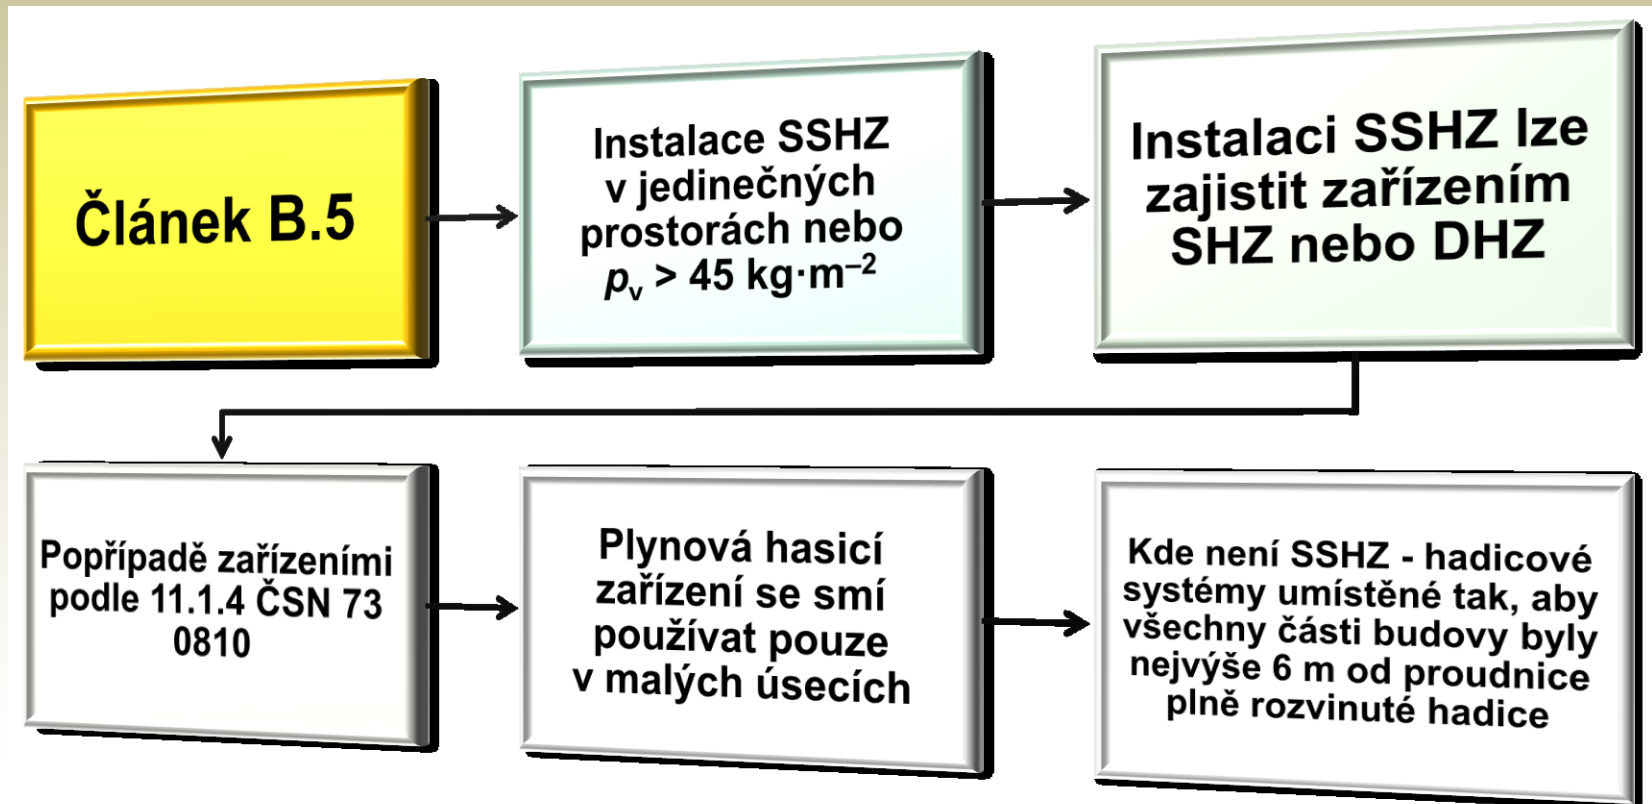 Článek B.5
Instalace SSHZ
v jedinečných
prostorách nebo
pv > 45 kg·m–2
Instalaci SSHZ lze
zajistit zařízením
SHZ nebo DHZ
Popřípadě zařízeními
podle 11.1.4 ČSN 73
0810
Plynová hasicí
zařízení se smí
používat pouze
v malých úsecích
Kde není SSHZ - hadicové
systémy umístěné tak, aby
všechny části budovy byly
nejvýše 6 m od proudnice
plně rozvinuté hadice